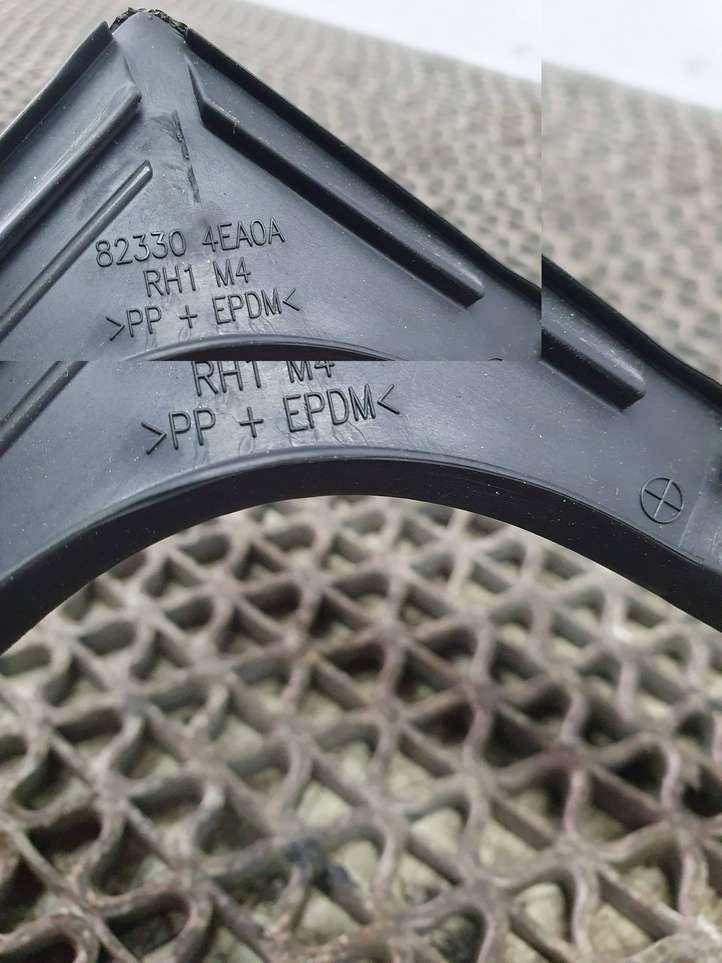 82330 4EA0A
RH1 M4
>PP + EPDM<
RH1 M4
>PP + EPDM<